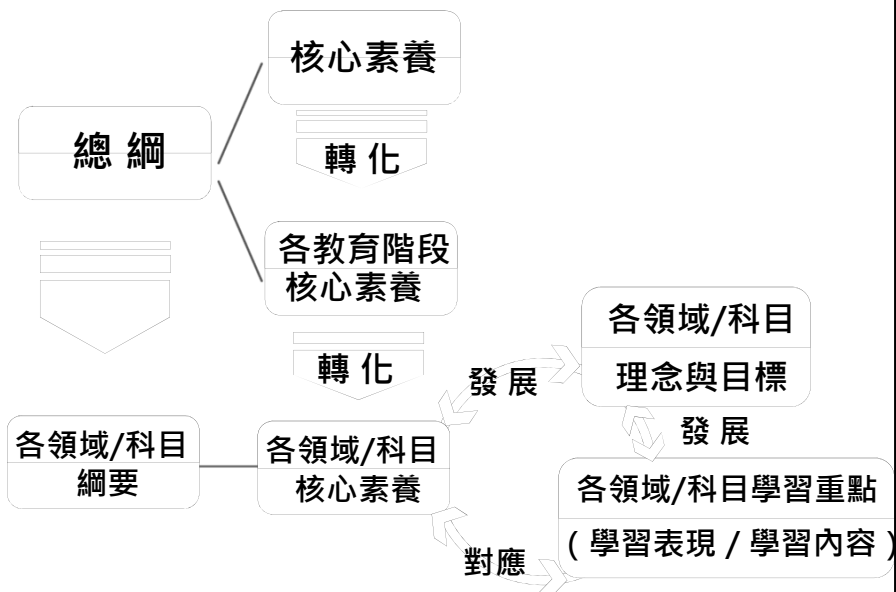 核心素養
總綱
轉化
各教育階段
核心素養
轉化
各領域/科目
理念與目標
發展
發展
各領域/科目
綱要
各領域/科目
核心素養
各領域/科目學習重點
(學習表現/學習內容)
對應